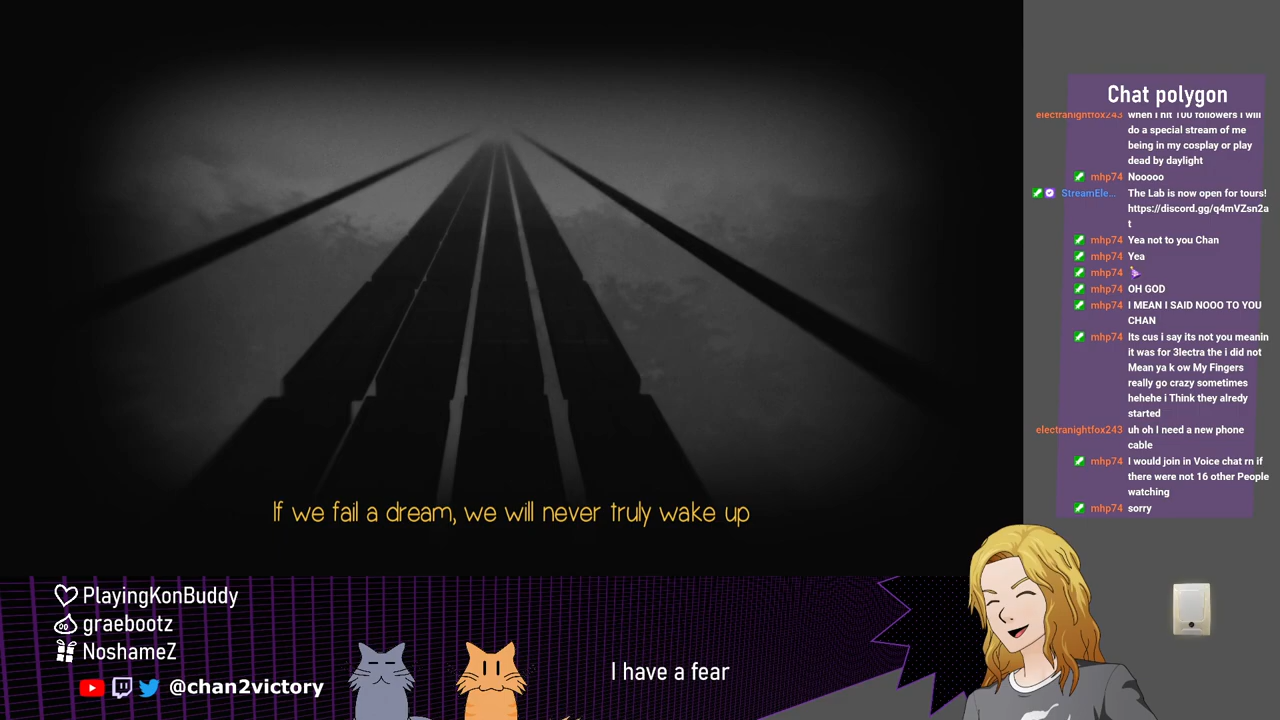 Chat polygon
electranightfox243 when I hit 100 followers I will
do a special stream of me
being in my cosplay or play
dead by daylight
mhp74 Nooooo
StreamEle... The Lab is now open for tours!
https://discord.gg/q4mVZsn2a
t
mhp74 Yea not to you Chan
mhp74 Yea
mhp74
mhp74 OH GOD
mhp74 I MEAN I SAID NOOO TO YOU
CHAN
mhp74 Its cus i say its not you meanin
it was for 3lectra the i did not
Mean ya k ow My Fingers
really go crazy sometimes
hehehe i Think they alredy
started
electranightfox243 uh oh I need a new phone
cable
mhp74 I would join in Voice chat rn if
there were not 16 other People
watching
mhp74 sorry
If we fail a dream, we will never truly wake up
PlayingKonBuddy
graebootz
NoshameZ
@chan2victory
I have a fear